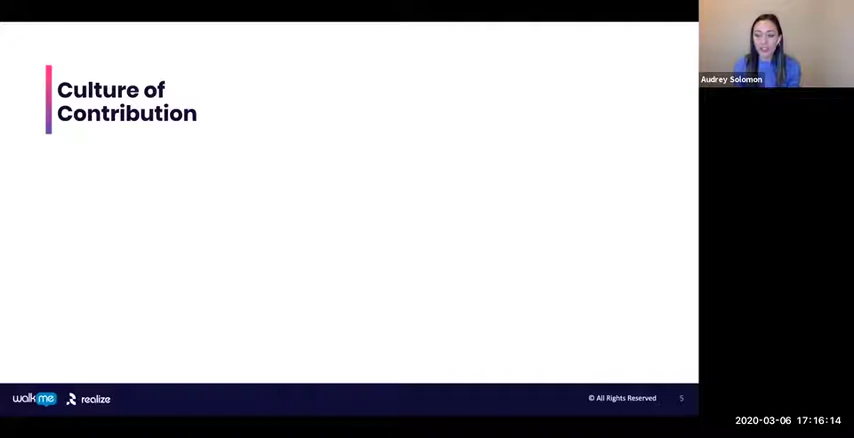 Culture of
Contribution
Audrey Solomon
walkme realize
© All Rights Reserved 5
2020-03-06 17:16:14